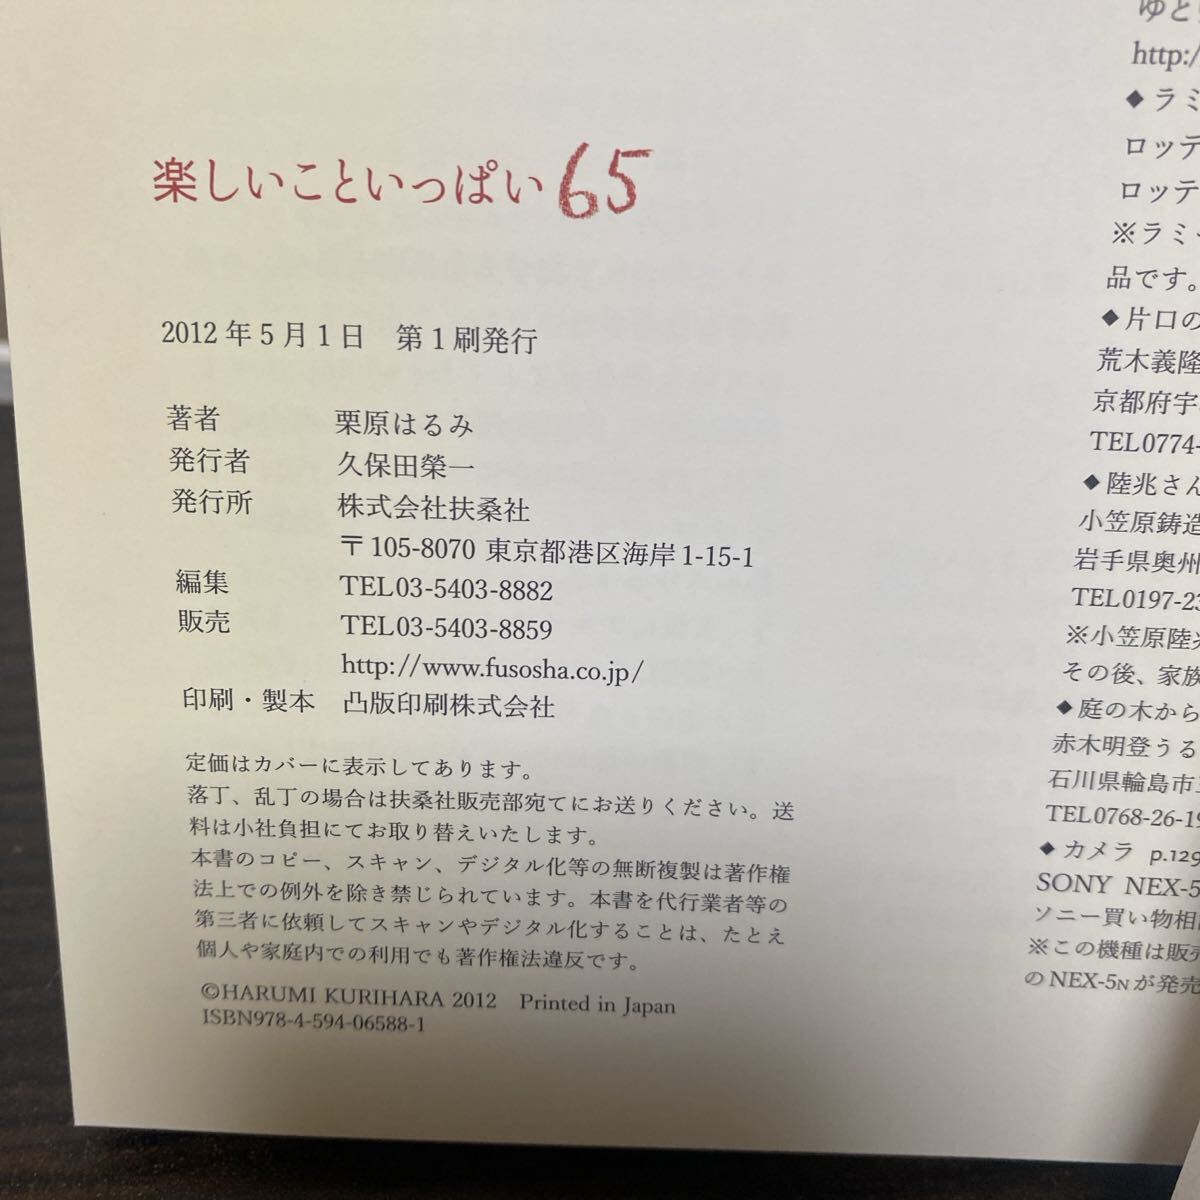 楽しいこといっぱい65
2012年5月1日　第1刷発行
著者　栗原はるみ
発行者　久保田榮一
発行所　株式会社扶桑社
〒105-8070 東京都港区海岸1-15-1
編集　TEL03-5403-8882
販売　TEL03-5403-8859
http://www.fusosha.co.jp/
印刷・製本　凸版印刷株式会社
定価はカバーに表示してあります。
落丁、乱丁の場合は扶桑社販売部宛てにお送りください。送
料は小社負担にてお取り替えいたします。
本書のコピー、スキャン、デジタル化等の無断複製は著作権
法上での例外を除き禁じられています。本書を代行業者等の
第三者に依頼してスキャンやデジタル化することは、たとえ
個人や家庭内での利用でも著作権法違反です。
©HARUMI KURIHARA 2012　Printed in Japan
ISBN978-4-594-06588-1
ゆと
http:/
◆ラミ
ロッテ
ロッテ
※ラミ
品です。
◆片口の
荒木義隆
京都府宇
TEL0774-
◆陸兆さん
小笠原鋳造
岩手県奥州
TEL0197-23
※小笠原陸兆
その後、家族
◆庭の木から
赤木明登うる
石川県輪島市
TEL0768-26-19
◆カメラ p.129
SONY NEX-5
ソニー買い物相
※この機種は販売
のNEX-5Nが発売